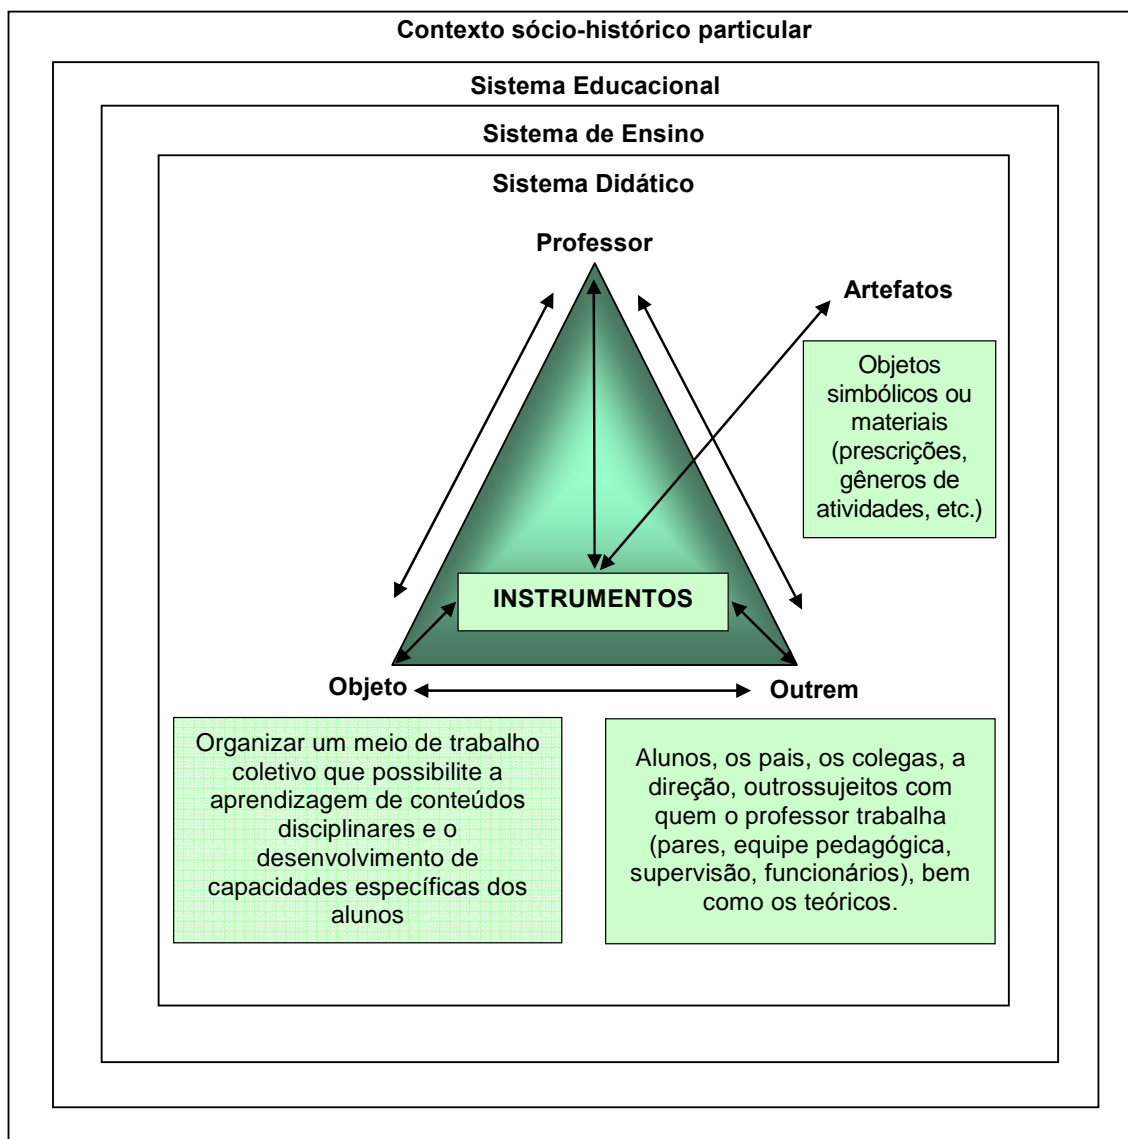 Contexto sócio-histórico particular
Sistema Educacional
Sistema de Ensino
Sistema Didático
Professor
Artefatos
Objetos
simbólicos ou
materiais
(prescrições,
gêneros de
atividades, etc.)
INSTRUMENTOS
Objeto
Outrem
Organizar um meio de trabalho
coletivo que possibilite a
aprendizagem de conteúdos
disciplinares e o
desenvolvimento de
capacidades específicas dos
alunos
Alunos, os pais, os colegas, a
direção, outrossujeitos com
quem o professor trabalha
(pares, equipe pedagógica,
supervisão, funcionários), bem
como os teóricos.